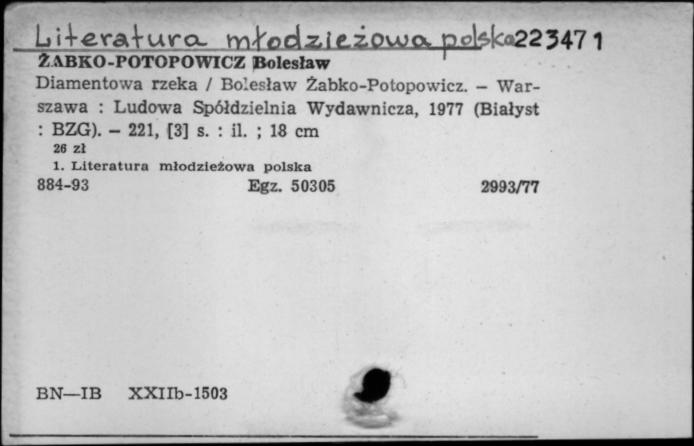 Literatura młodzieżowa polska 223471
ŻABKO-POTOPOWICZ Bolesław
Diamentowa rzeka / Bolesław Żabko-Potopowicz. — War-
szawa : Ludowa Spółdzielnia Wydawnicza, 1977 (Białyst
: BZG). — 221, [3] s. : il. ; 18 cm
26 zł
1. Literatura młodzieżowa polska
884-93 Egz. 50305 2993/77
BN—IB XXIIb-1503